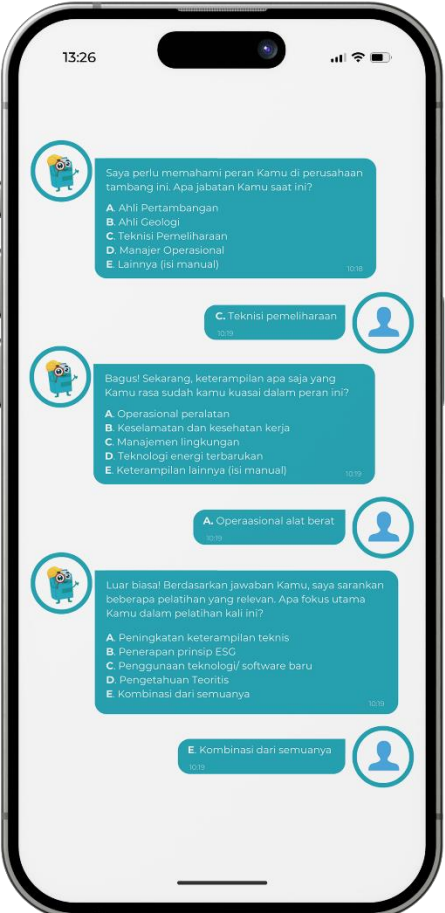 13:26
Saya perlu memahami peran Kamu di perusahaan
tambang ini. Apa jabatan Kamu saat ini?
A. Ahli Pertambangan
B. Ahli Geologi
C. Teknisi Pemeliharaan
D. Manajer Operasional
E. Lainnya (isi manual)
10:18
C. Teknisi pemeliharaan
10:19
Bagus! Sekarang, keterampilan apa saja yang
Kamu rasa sudah kamu kuasai dalam peran ini?
A. Operasional peralatan
B. Keselamatan dan kesehatan kerja
C. Manajemen lingkungan
D. Teknologi energi terbarukan
E. Keterampilan lainnya (isi manual)
10:19
A. Operaasional alat berat
10:19
Luar biasa! Berdasarkan jawaban Kamu, saya sarankan
beberapa pelatihan yang relevan. Apa fokus utama
Kamu dalam pelatihan kali ini?
A. Peningkatan keterampilan teknis
B. Penerapan prinsip ESG
C. Penggunaan teknologi/ software baru
D. Pengetahuan Teoritis
E. Kombinasi dari semuanya
10:19
E. Kombinasi dari semuanya
10:19